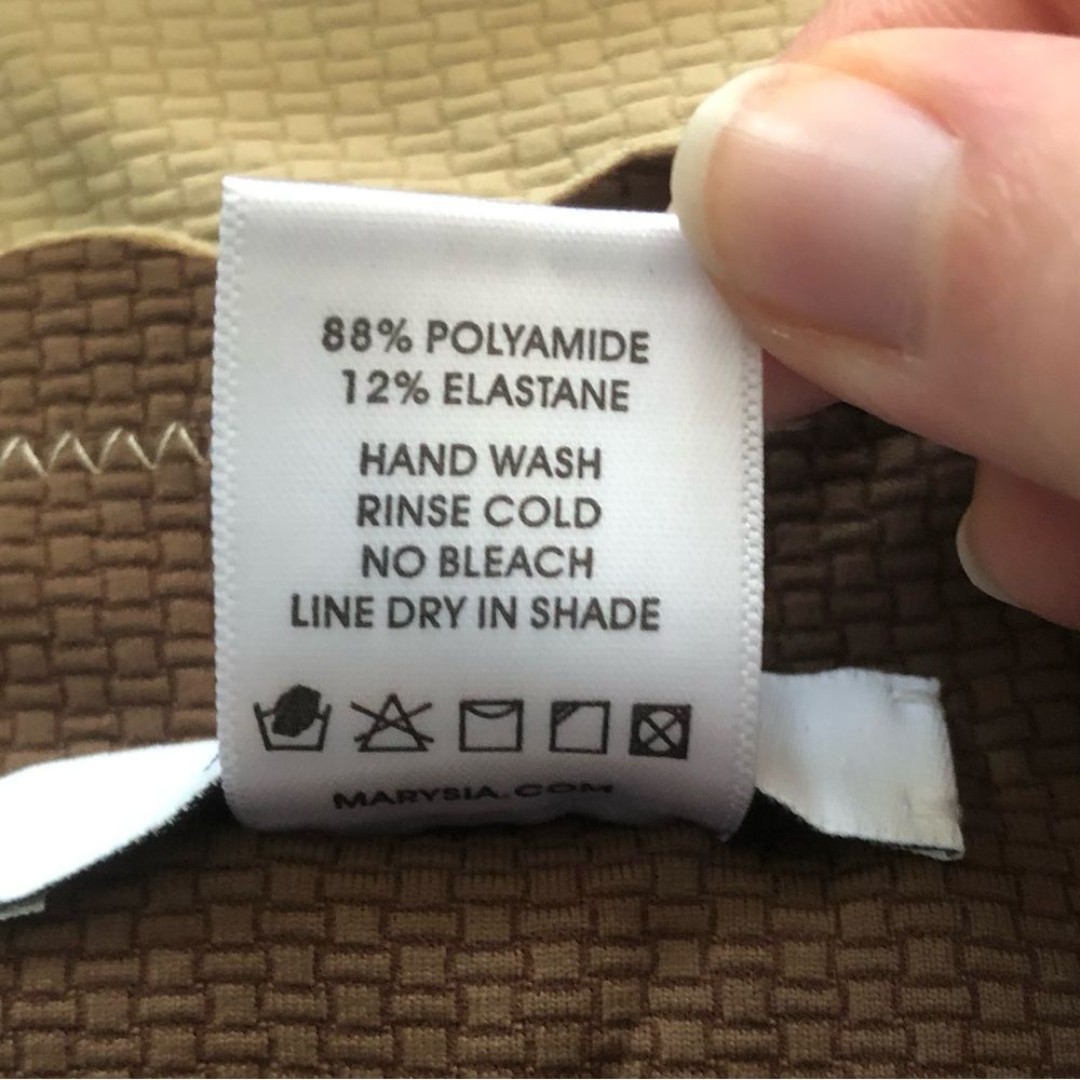 88% POLYAMIDE
12% ELASTANE
HAND WASH
RINSE COLD
NO BLEACH
LINE DRY IN SHADE
MARYSIA.COM